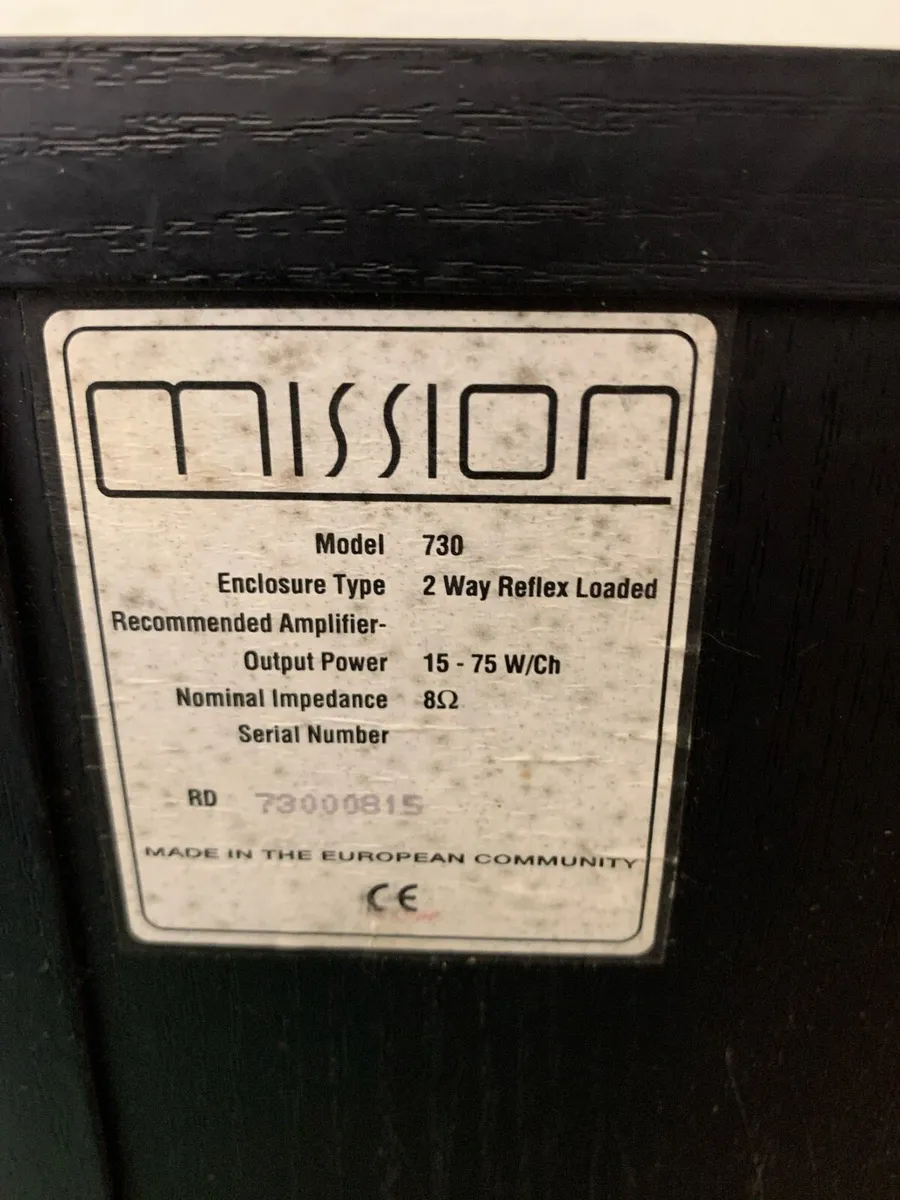 mission
Model 730
Enclosure Type 2 Way Reflex Loaded
Recommended Amplifier-
Output Power 15 - 75 W/Ch
Nominal Impedance 8Ω
Serial Number
RD 73000815
MADE IN THE EUROPEAN COMMUNITY
CE